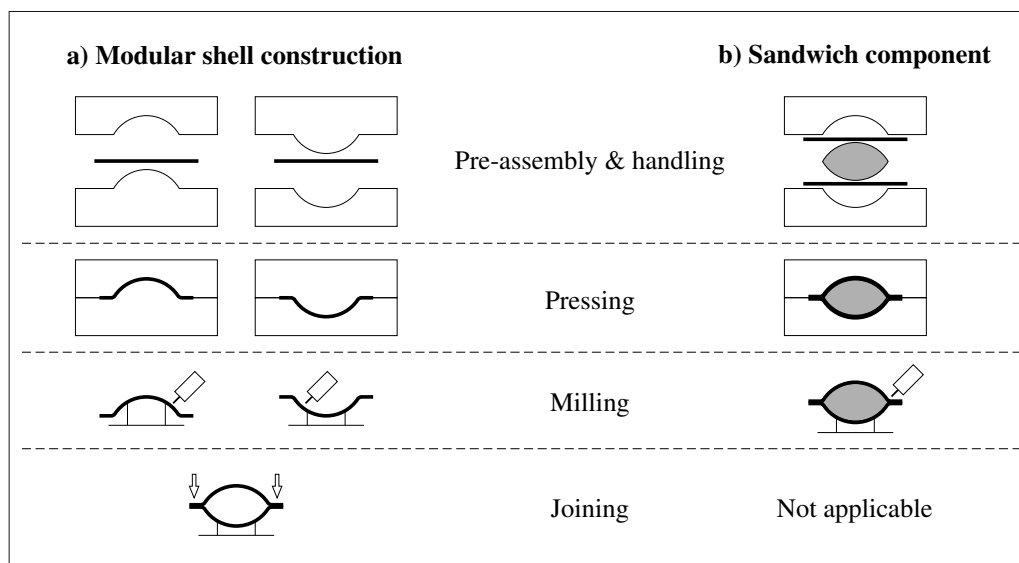 a) Modular shell construction
b) Sandwich component
Pre-assembly & handling
Pressing
Milling
Joining
Not applicable